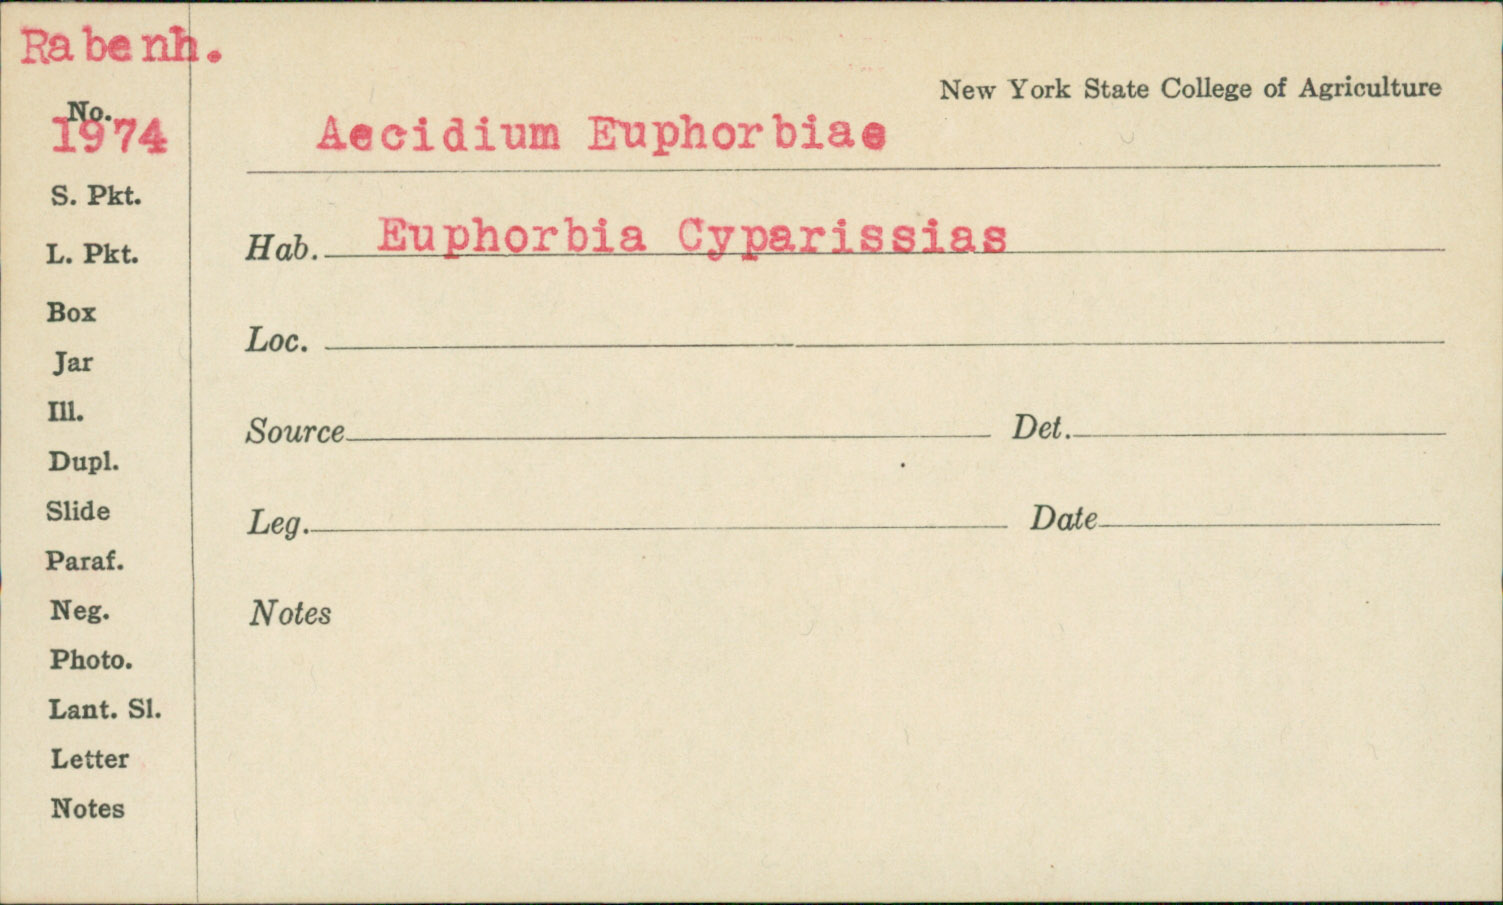 Rabenh.
New York State College of Agriculture
No.
1974
Aecidium Euphorbiae
S. Pkt.
Hab. Euphorbia Cyparissias
L. Pkt.
Box
Loc.
Jar
Ill.
Source Det.
Dupl.
Slide
Leg. Date
Paraf.
Neg.
Notes
Photo.
Lant. Sl.
Letter
Notes